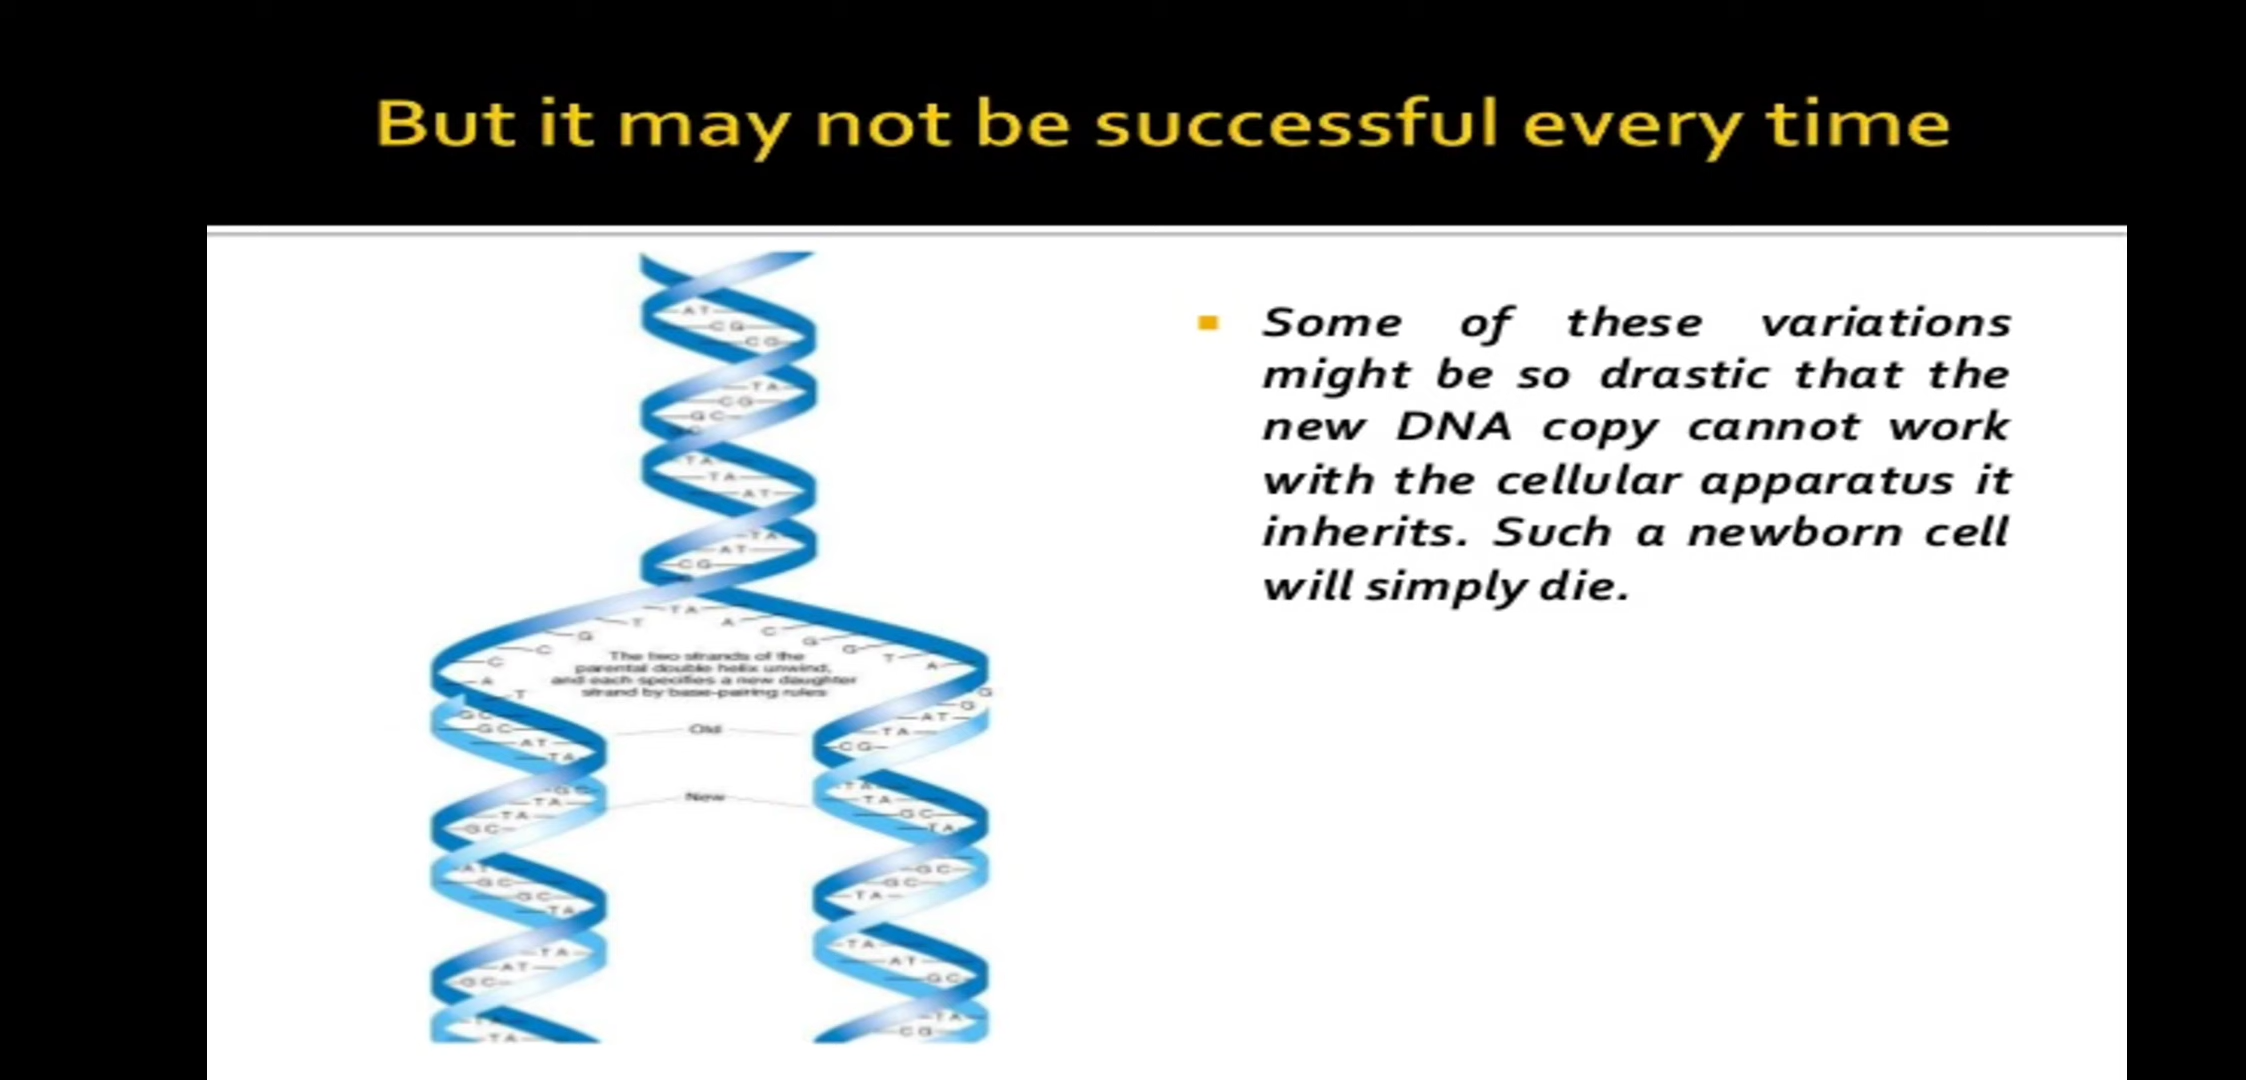 But it may not be successful every time
Some of these variations
might be so drastic that the
new DNA copy cannot work
with the cellular apparatus it
inherits. Such a newborn cell
will simply die.
The two strands of the
parental double helix unwind,
and each specifies a new daughter
strand by base-pairing rules
Old
New